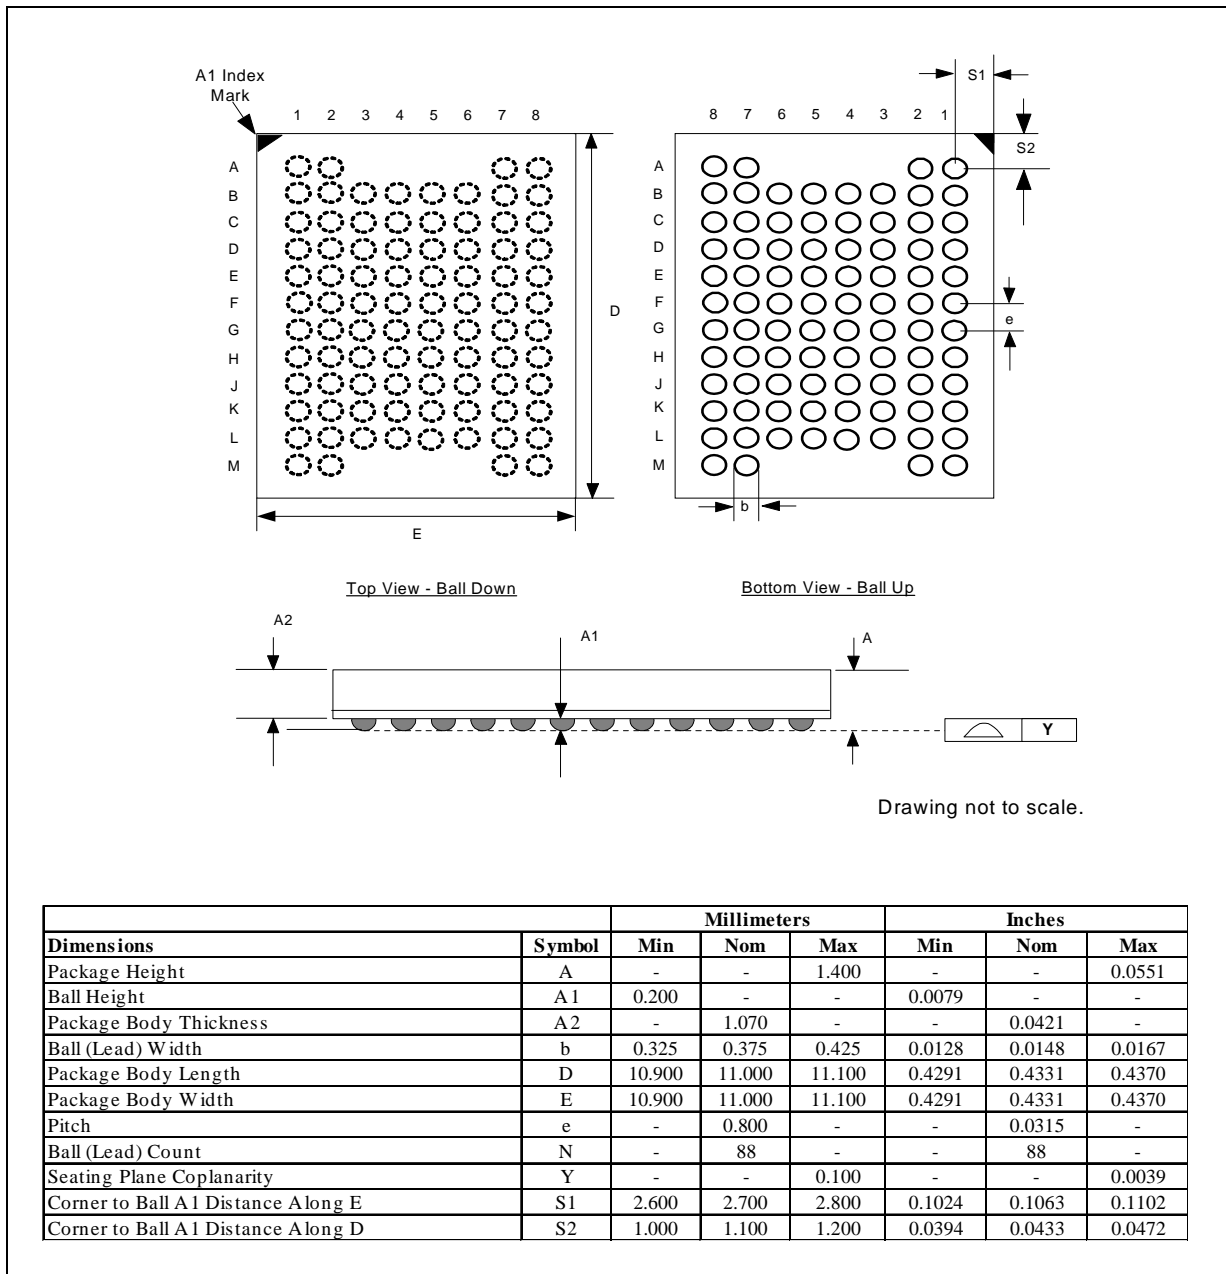 A1 Index
Mark
1 2 3 4 5 6 7 8
A
B
C
D
E
F
G
H
J
K
L
M
D
E
Top View - Ball Down
8 7 6 5 4 3 2 1
S1
S2
A
B
C
D
E
F
G
H
J
K
L
M
e
b
Bottom View - Ball Up
A2
A1
A
Y
Drawing not to scale.
Millimeters Inches
Dimensions Symbol Min Nom Max Min Nom Max
Package Height A - - 1.400 - - 0.0551
Ball Height A1 0.200 - - 0.0079 - -
Package Body Thickness A2 - 1.070 - - 0.0421 -
Ball (Lead) Width b 0.325 0.375 0.425 0.0128 0.0148 0.0167
Package Body Length D 10.900 11.000 11.100 0.4291 0.4331 0.4370
Package Body Width E 10.900 11.000 11.100 0.4291 0.4331 0.4370
Pitch e - 0.800 - - 0.0315 -
Ball (Lead) Count N - 88 - - 88 -
Seating Plane Coplanarity Y - - 0.100 - - 0.0039
Corner to Ball A1 Distance Along E S1 2.600 2.700 2.800 0.1024 0.1063 0.1102
Corner to Ball A1 Distance Along D S2 1.000 1.100 1.200 0.0394 0.0433 0.0472